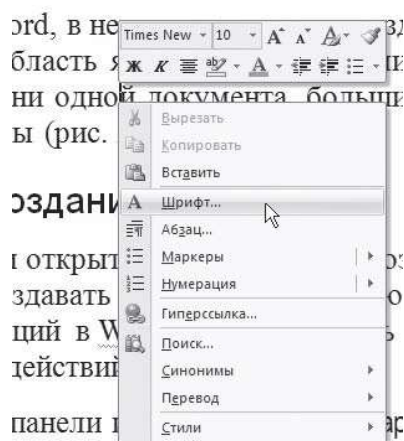 ord, в не
Times New 10
бласть
ж к
ни одной документа, больши
ы (рис.
Вырезать
Копировать
Вставить
оздани
Шрифт...
Абзац...
открыт
Маркеры
здавать
Нумерация
ций в W
Гиперссылка...
Поиск...
действий
Синонимы
Перевод
панели
Стили